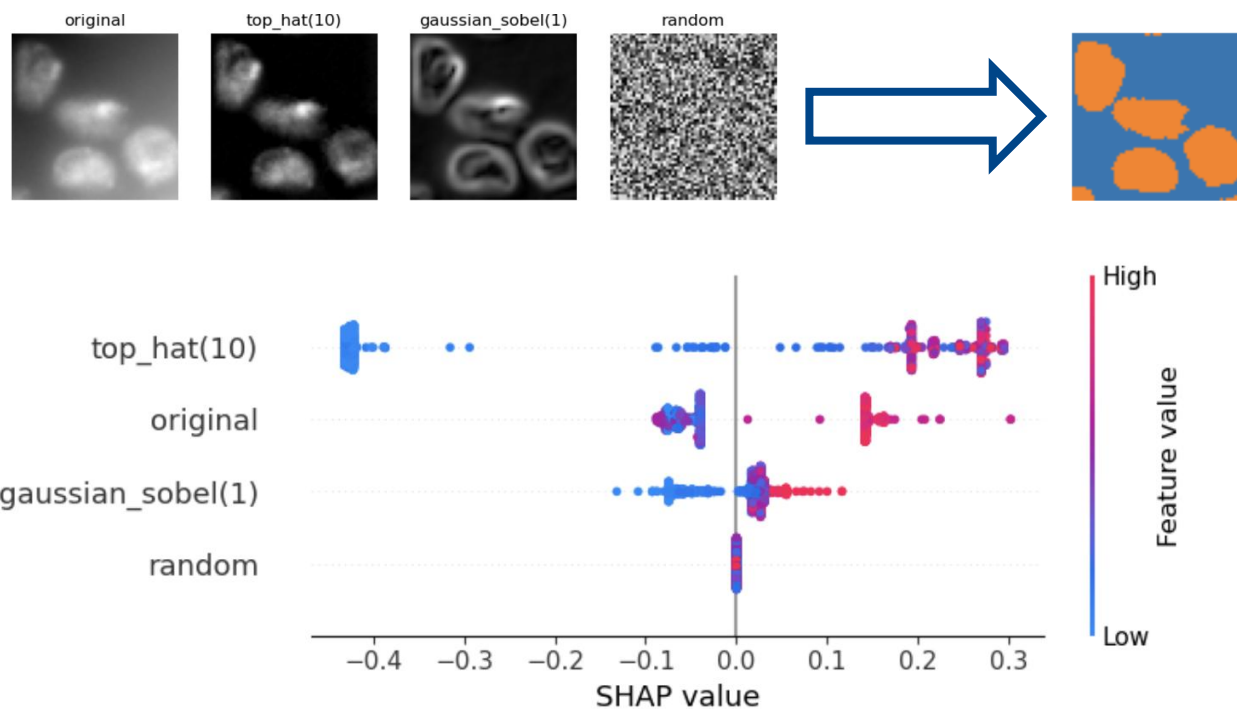 original top_hat(10) gaussian_sobel(1) random
High
top_hat(10)
original
gaussian_sobel(1)
random
Feature value
Low
−0.4 −0.3 −0.2 −0.1 0.0 0.1 0.2 0.3
SHAP value